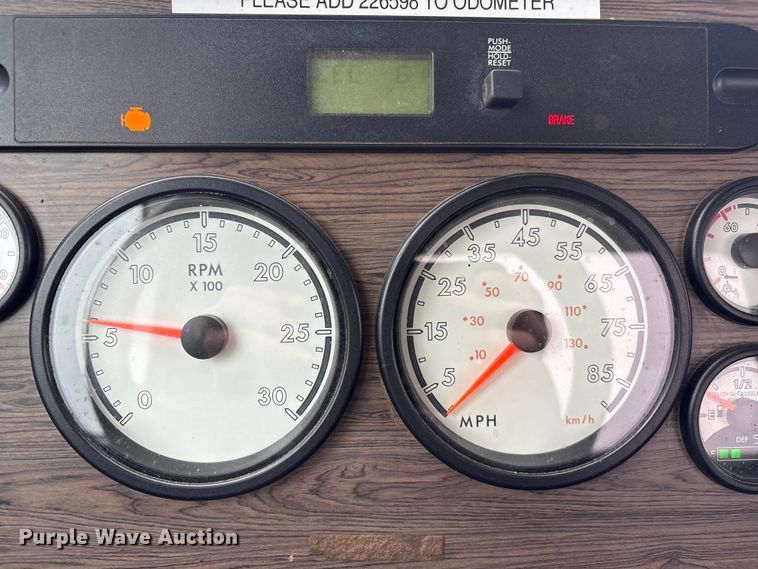 PLEASE ADD 226598 TO ODOMETER
PUSH-
MODE
HOLD-
RESET
BRAKE
15
10
20
RPM
X 100
5
25
0
30
45
35
55
70
25
50
90
65
30
110
15
75
10
130
5
85
MPH
km/h
60
1/2
E
DEF
Purple Wave Auction